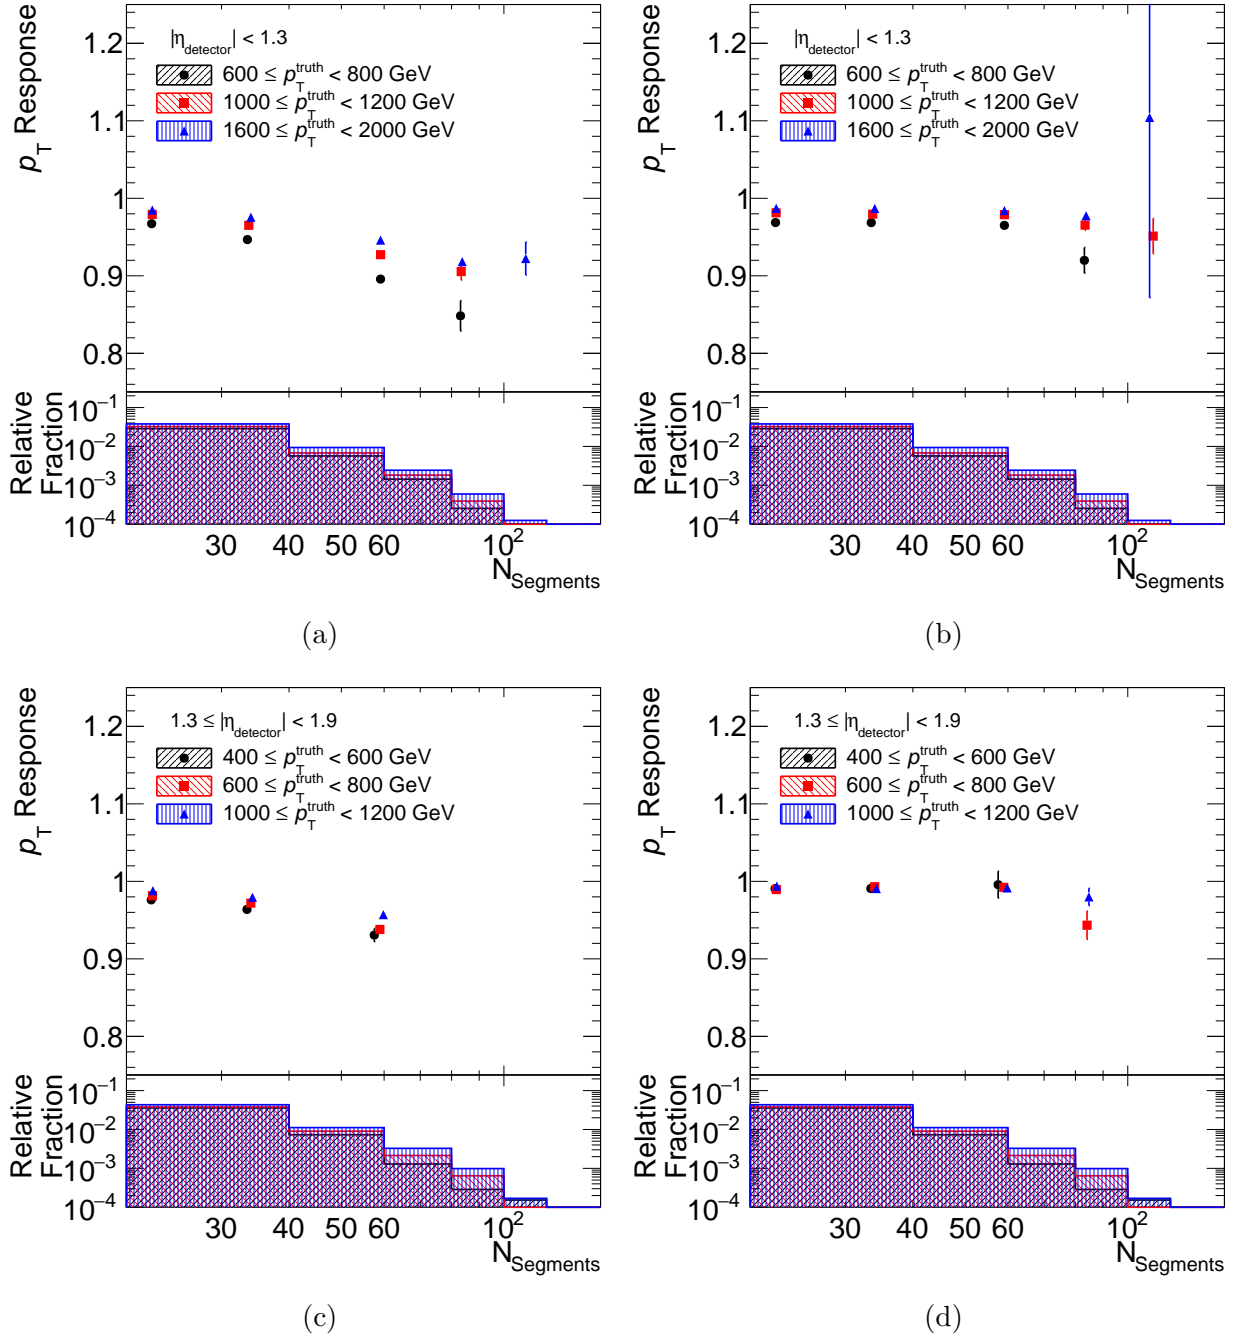 p_T Response
1.2
1.1
1
0.9
0.8
|η_detector| < 1.3
600 ≤ p_T^truth < 800 GeV
1000 ≤ p_T^truth < 1200 GeV
1600 ≤ p_T^truth < 2000 GeV
Relative Fraction
10^−1
10^−2
10^−3
10^−4
30 40 50 60 10^2
N_Segments
(a)
p_T Response
1.2
1.1
1
0.9
0.8
|η_detector| < 1.3
600 ≤ p_T^truth < 800 GeV
1000 ≤ p_T^truth < 1200 GeV
1600 ≤ p_T^truth < 2000 GeV
Relative Fraction
10^−1
10^−2
10^−3
10^−4
30 40 50 60 10^2
N_Segments
(b)
p_T Response
1.2
1.1
1
0.9
0.8
1.3 ≤ |η_detector| < 1.9
400 ≤ p_T^truth < 600 GeV
600 ≤ p_T^truth < 800 GeV
1000 ≤ p_T^truth < 1200 GeV
Relative Fraction
10^−1
10^−2
10^−3
10^−4
30 40 50 60 10^2
N_Segments
(c)
p_T Response
1.2
1.1
1
0.9
0.8
1.3 ≤ |η_detector| < 1.9
400 ≤ p_T^truth < 600 GeV
600 ≤ p_T^truth < 800 GeV
1000 ≤ p_T^truth < 1200 GeV
Relative Fraction
10^−1
10^−2
10^−3
10^−4
30 40 50 60 10^2
N_Segments
(d)